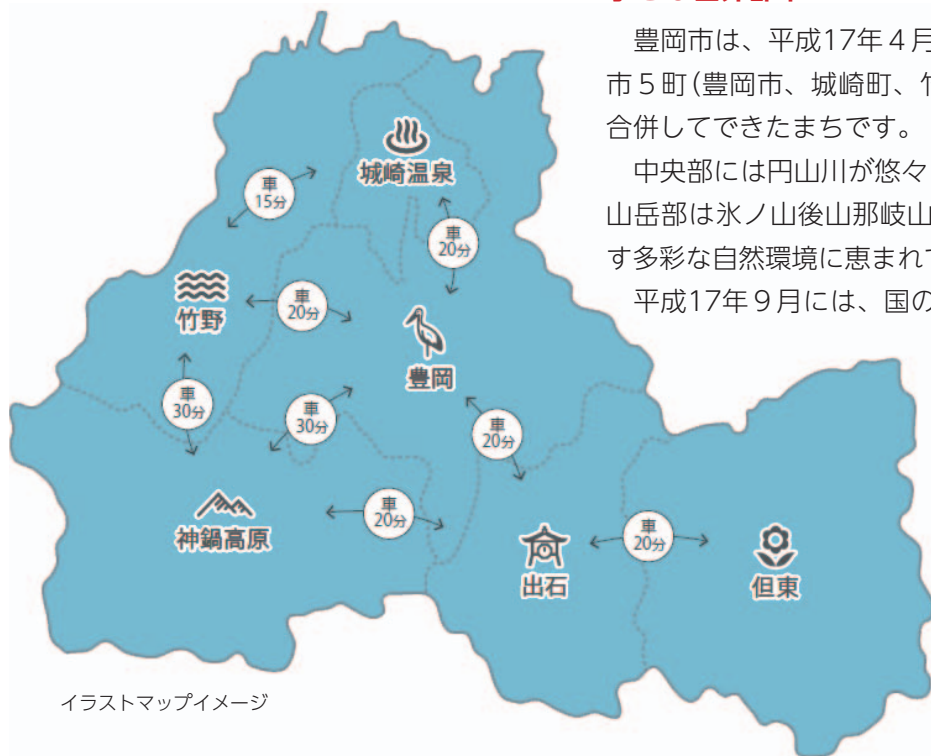 豊岡市は、平成17年４月
市５町(豊岡市、城崎町、
合併してできたまちです。
中央部には円山川が悠々
山岳部は氷ノ山後山那岐山
す多彩な自然環境に恵まれ
平成17年９月には、国の
城崎温泉
車
15分
車
20分
竹野
車
20分
豊岡
車
30分
車
30分
車
20分
神鍋高原
車
20分
出石
車
20分
但東
イラストマップイメージ